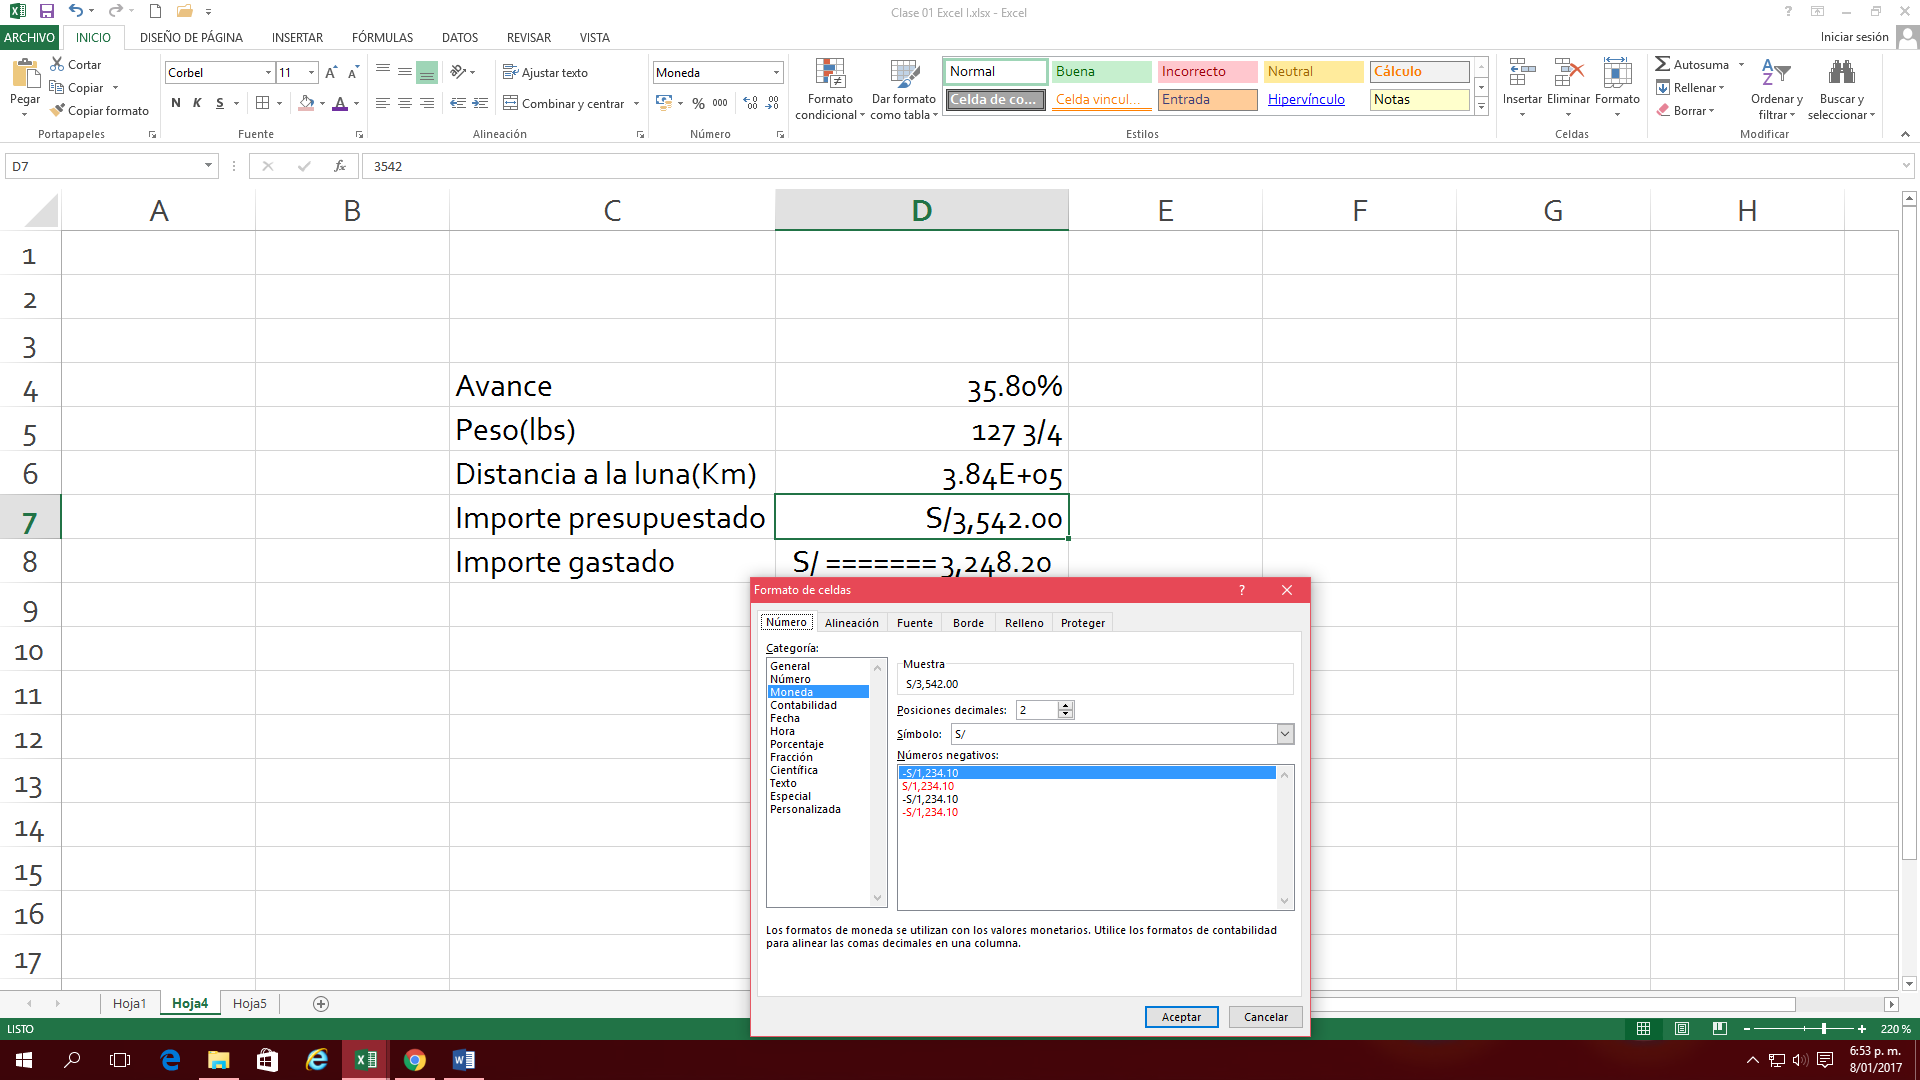 Clase 01 Excel I.xlsx - Excel
ARCHIVO INICIO DISEÑO DE PÁGINA INSERTAR FÓRMULAS DATOS REVISAR VISTA Iniciar sesión
Pegar
Cortar
Copiar
Copiar formato
Portapapeles
Corbel 11
N K S A
Fuente
Ajustar texto
Combinar y centrar
Alineación
Moneda
% 000
Número
Formato condicional
Dar formato como tabla
Normal Buena Incorrecto Neutral Cálculo
Celda de co... Celda vincul... Entrada Hipervínculo Notas
Estilos
Insertar Eliminar Formato
Celdas
Autosuma
Rellenar
Borrar
Ordenar y filtrar
Buscar y seleccionar
Modificar
D7 fx 3542
A B C D E F G H
1
2
3
4 Avance 35.80%
5 Peso(lbs) 127 3/4
6 Distancia a la luna(Km) 3.84E+05
7 Importe presupuestado S/3,542.00
8 Importe gastado S/ =======3,248.20
9
10
11
12
13
14
15
16
17
Formato de celdas ?
Número Alineación Fuente Borde Relleno Proteger
Categoría:
General
Número
Moneda
Contabilidad
Fecha
Hora
Porcentaje
Fracción
Científica
Texto
Especial
Personalizada
Muestra
S/3,542.00
Posiciones decimales: 2
Símbolo: S/
Números negativos:
-S/1,234.10
S/1,234.10
-S/1,234.10
-S/1,234.10
Los formatos de moneda se utilizan con los valores monetarios. Utilice los formatos de contabilidad
para alinear las comas decimales en una columna.
Aceptar Cancelar
Hoja1 Hoja4 Hoja5
LISTO 220 %
6:53 p. m.
8/01/2017